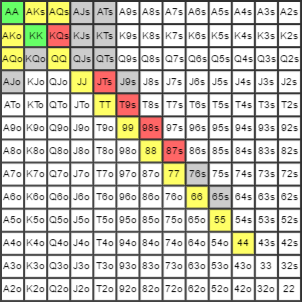 AA AKs AQs AJs ATs A9s A8s A7s A6s A5s A4s A3s A2s
AKo KK KQs KJs KTs K9s K8s K7s K6s K5s K4s K3s K2s
AQo KQo QQ QJs QTs Q9s Q8s Q7s Q6s Q5s Q4s Q3s Q2s
AJo KJo QJo JJ JTs J9s J8s J7s J6s J5s J4s J3s J2s
ATo KTo QTo JTo TT T9s T8s T7s T6s T5s T4s T3s T2s
A9o K9o Q9o J9o T9o 99 98s 97s 96s 95s 94s 93s 92s
A8o K8o Q8o J8o T8o 98o 88 87s 86s 85s 84s 83s 82s
A7o K7o Q7o J7o T7o 97o 87o 77 76s 75s 74s 73s 72s
A6o K6o Q6o J6o T6o 96o 86o 76o 66 65s 64s 63s 62s
A5o K5o Q5o J5o T5o 95o 85o 75o 65o 55 54s 53s 52s
A4o K4o Q4o J4o T4o 94o 84o 74o 64o 54o 44 43s 42s
A3o K3o Q3o J3o T3o 93o 83o 73o 63o 53o 43o 33 32s
A2o K2o Q2o J2o T2o 92o 82o 72o 62o 52o 42o 32o 22